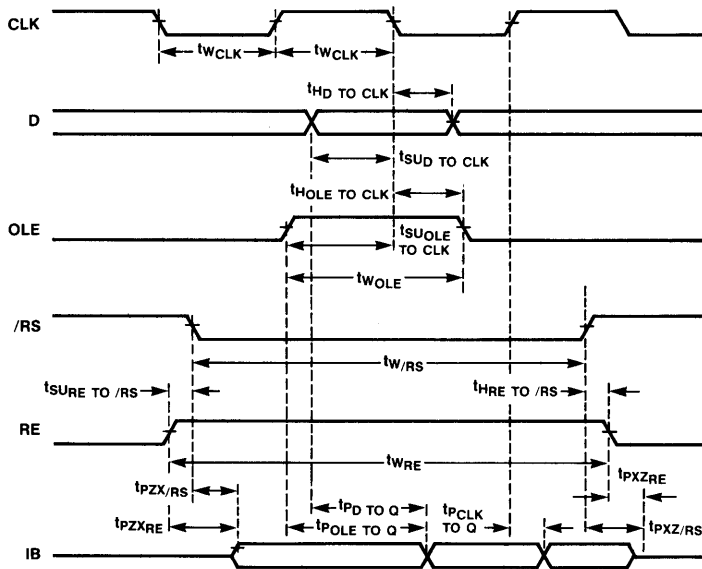 CLK
tWCLK tWCLK
tHD TO CLK
D
tSUD TO CLK
tHOLE TO CLK
OLE
tSUOLE
TO CLK
tWOLE
/RS
tW/RS
tSURE TO /RS
tHRE TO /RS
RE
tWRE
tPXZRE
tPZX/RS
tPD TO Q
tPCLK
TO Q
tPZXRE
tPOLE TO Q
tPXZ/RS
IB